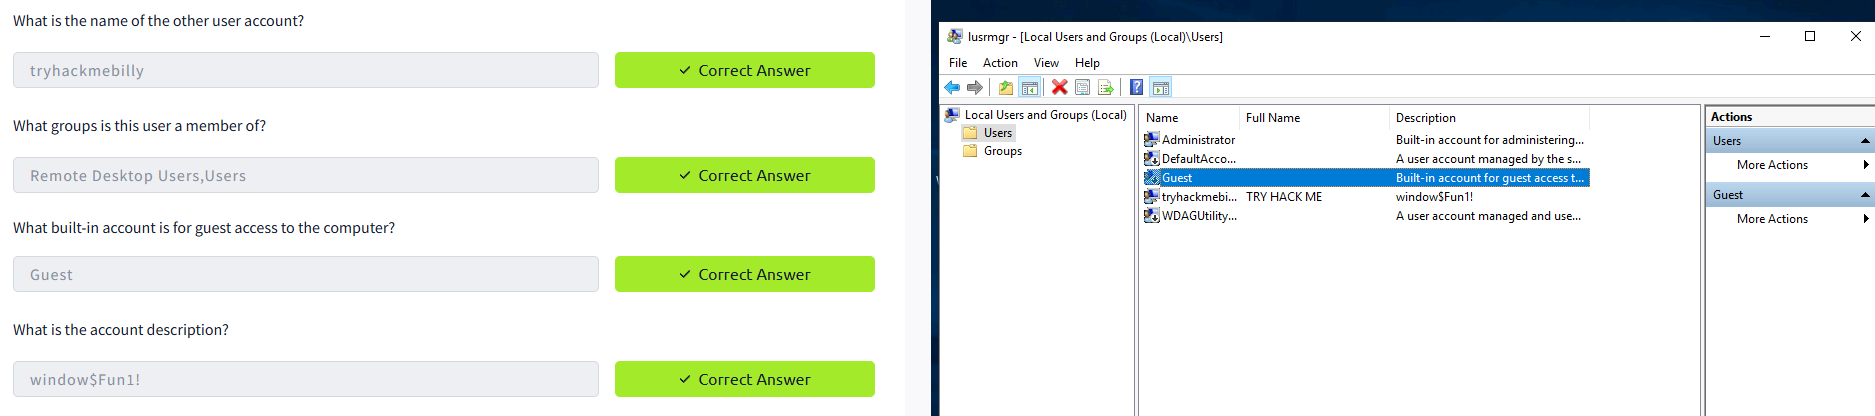 What is the name of the other user account?
tryhackmebilly
✓ Correct Answer
What groups is this user a member of?
Remote Desktop Users,Users
✓ Correct Answer
What built-in account is for guest access to the computer?
Guest
✓ Correct Answer
What is the account description?
window$Fun1!
✓ Correct Answer
lusrmgr - [Local Users and Groups (Local)\Users]
File Action View Help
Local Users and Groups (Local)
Users
Groups
Name Full Name Description
Administrator Built-in account for administering...
DefaultAcco... A user account managed by the s...
Guest Built-in account for guest access t...
tryhackmebi... TRY HACK ME window$Fun1!
WDAGUtility... A user account managed and use...
Actions
Users
More Actions
Guest
More Actions